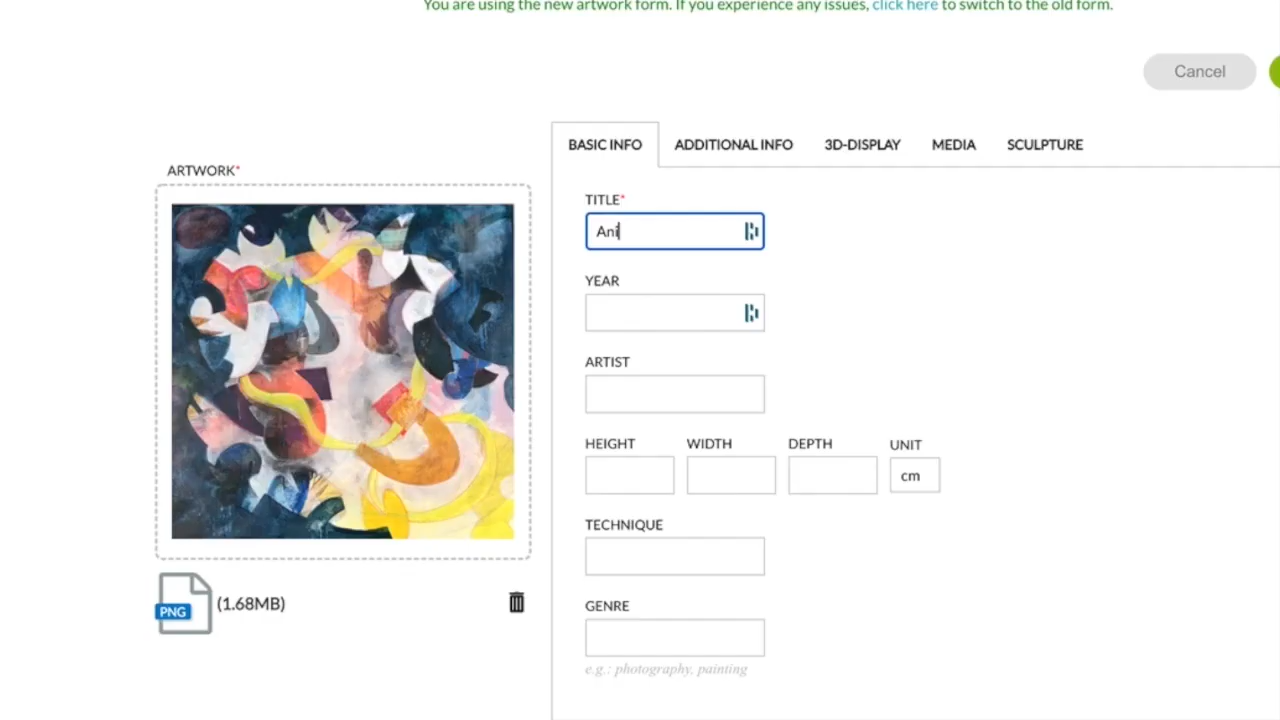 You are using the new artwork form. If you experience any issues, click here to switch to the old form.
Cancel
BASIC INFO ADDITIONAL INFO 3D-DISPLAY MEDIA SCULPTURE
ARTWORK*
TITLE*
Ani
YEAR
ARTIST
HEIGHT WIDTH DEPTH UNIT
cm
TECHNIQUE
PNG (1.68MB)
GENRE
e.g.: photography, painting